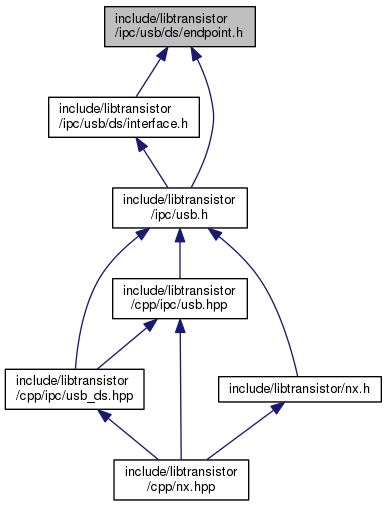 include/libtransistor
/ipc/usb/ds/endpoint.h
include/libtransistor
/ipc/usb/ds/interface.h
include/libtransistor
/ipc/usb.h
include/libtransistor
/cpp/ipc/usb.hpp
include/libtransistor
/cpp/ipc/usb_ds.hpp
include/libtransistor/nx.h
include/libtransistor
/cpp/nx.hpp